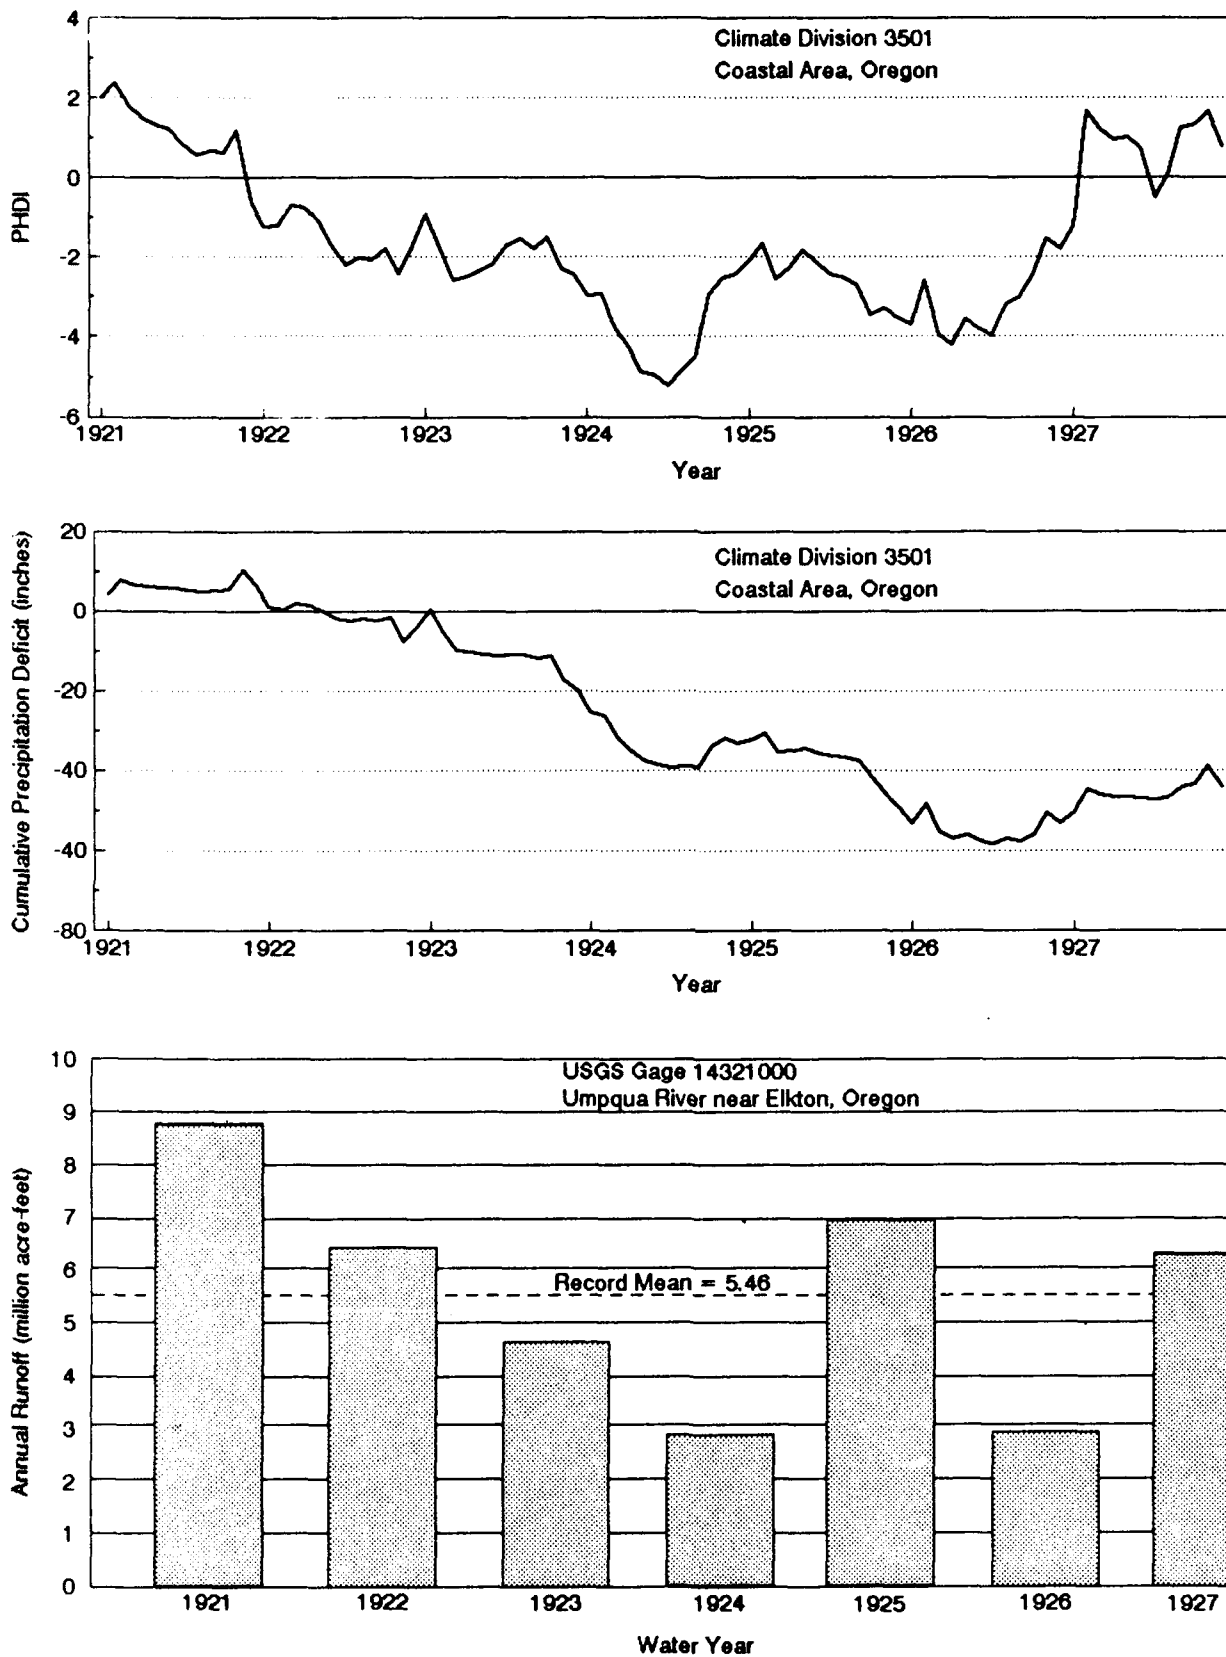 4
2
0
-2
-4
-6
PHDI
Climate Division 3501
Coastal Area, Oregon
1921 1922 1923 1924 1925 1926 1927
Year
20
0
-20
-40
-40
-80
Cumulative Precipitation Deficit (inches)
Climate Division 3501
Coastal Area, Oregon
1921 1922 1923 1924 1925 1926 1927
Year
10
9
8
7
6
5
4
3
2
1
0
Annual Runoff (million acre-feet)
USGS Gage 14321000
Umpqua River near Elkton, Oregon
Record Mean = 5.46
1921 1922 1923 1924 1925 1926 1927
Water Year